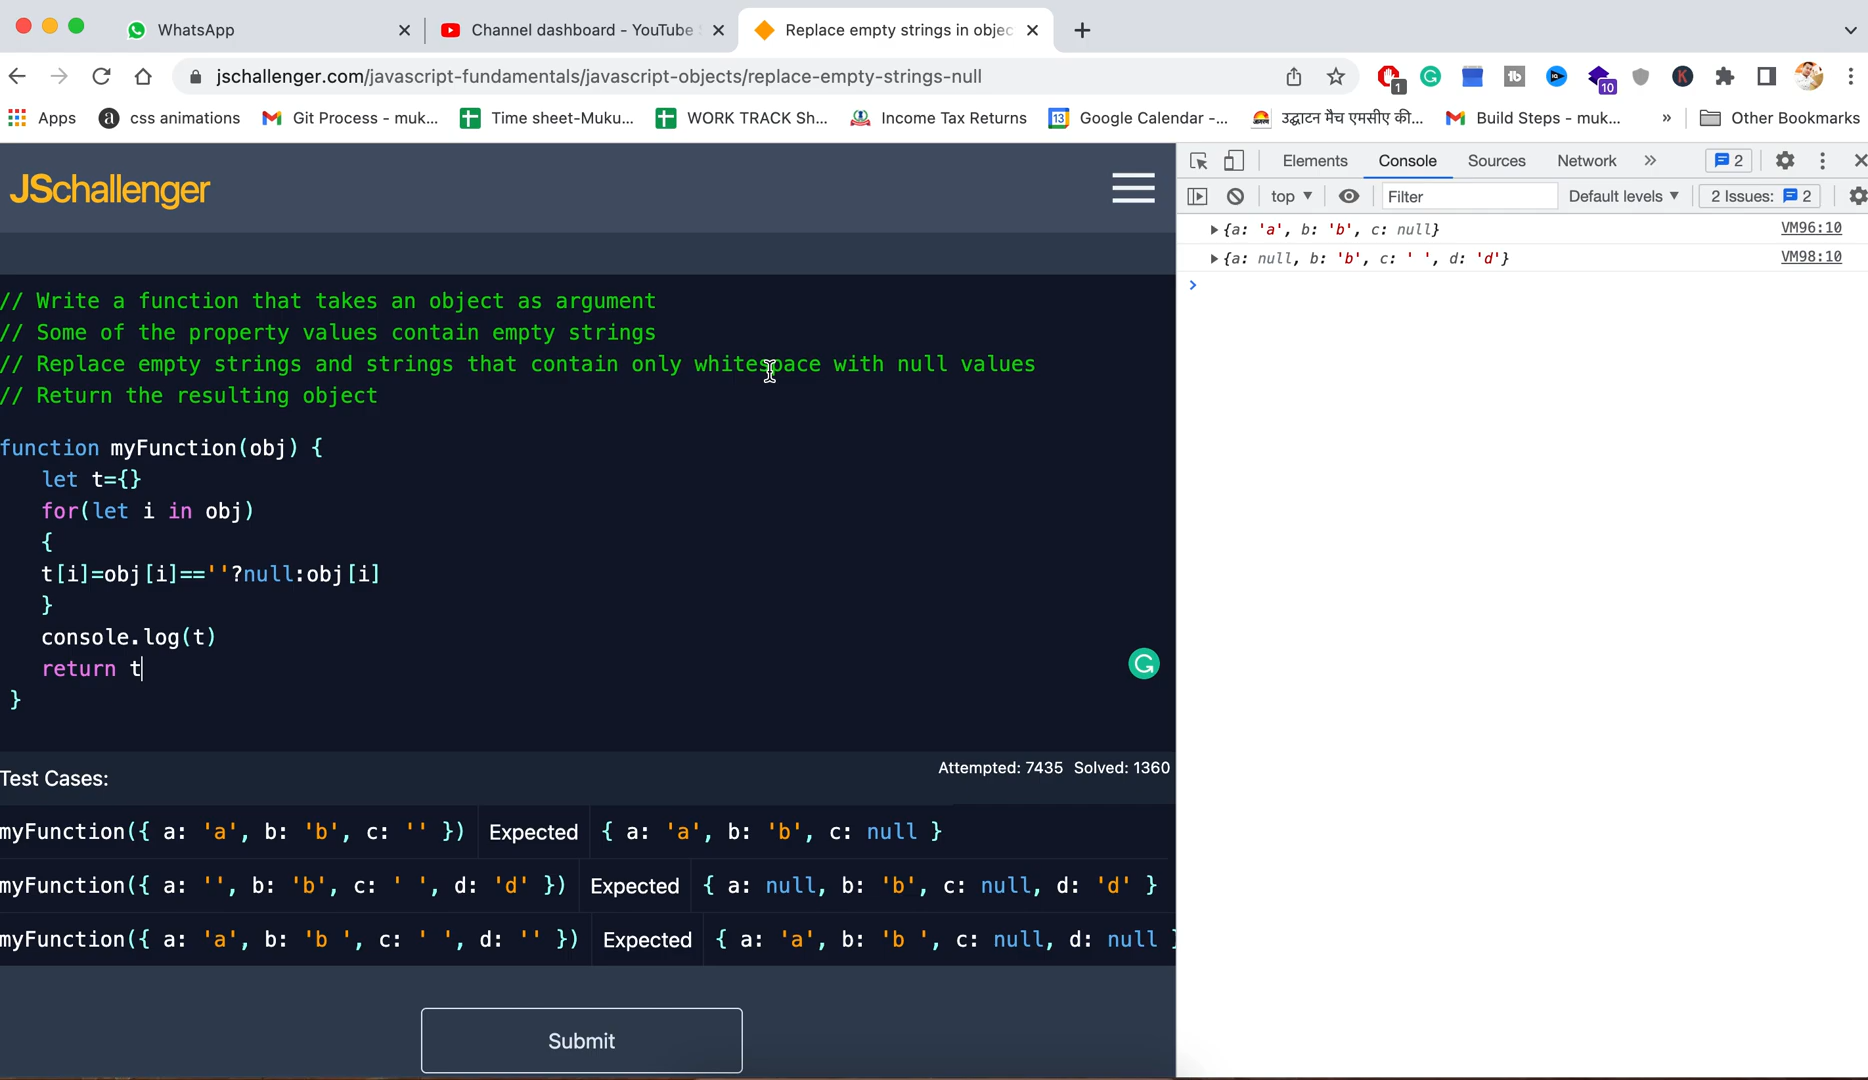 WhatsApp
Channel dashboard - YouTube
Replace empty strings in objec
jschallenger.com/javascript-fundamentals/javascript-objects/replace-empty-strings-null
1
10
Apps
css animations
Git Process - muk...
Time sheet-Muku...
WORK TRACK Sh...
Income Tax Returns
Google Calendar -...
उद्घाटन मैच एमसीए की...
Build Steps - muk...
»
Other Bookmarks
JSchallenger
// Write a function that takes an object as argument
// Some of the property values contain empty strings
// Replace empty strings and strings that contain only whitespace with null values
// Return the resulting object
function myFunction(obj) {
let t={}
for(let i in obj)
{
t[i]=obj[i]==''?null:obj[i]
}
console.log(t)
return t
}
Test Cases:
Attempted: 7435 Solved: 1360
myFunction({ a: 'a', b: 'b', c: '' }) Expected { a: 'a', b: 'b', c: null }
myFunction({ a: '', b: 'b', c: ' ', d: 'd' }) Expected { a: null, b: 'b', c: null, d: 'd' }
myFunction({ a: 'a', b: 'b ', c: ' ', d: '' }) Expected { a: 'a', b: 'b ', c: null, d: null }
Submit
Elements Console Sources Network » 2
top Filter Default levels 2 Issues: 2
{a: 'a', b: 'b', c: null} VM96:10
{a: null, b: 'b', c: ' ', d: 'd'} VM98:10
>